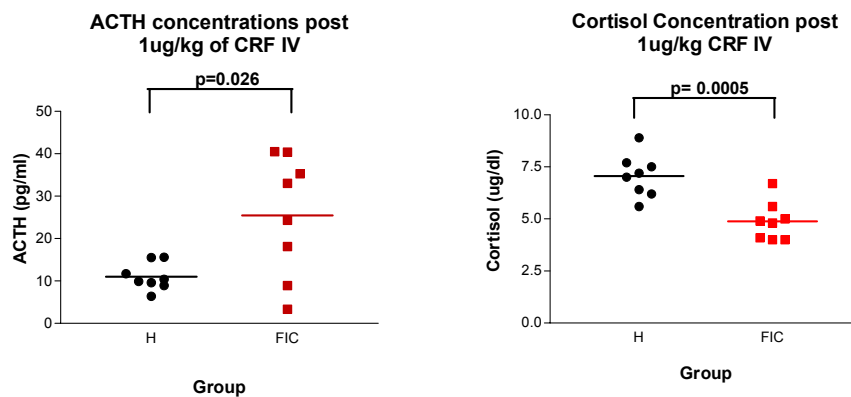 ACTH concentrations post
1ug/kg of CRF IV
p=0.026
50
40
30
20
10
0
ACTH (pg/ml)
H
FIC
Group
Cortisol Concentration post
1ug/kg CRF IV
p= 0.0005
10.0
7.5
5.0
2.5
0.0
Cortisol (ug/dl)
H
FIC
Group